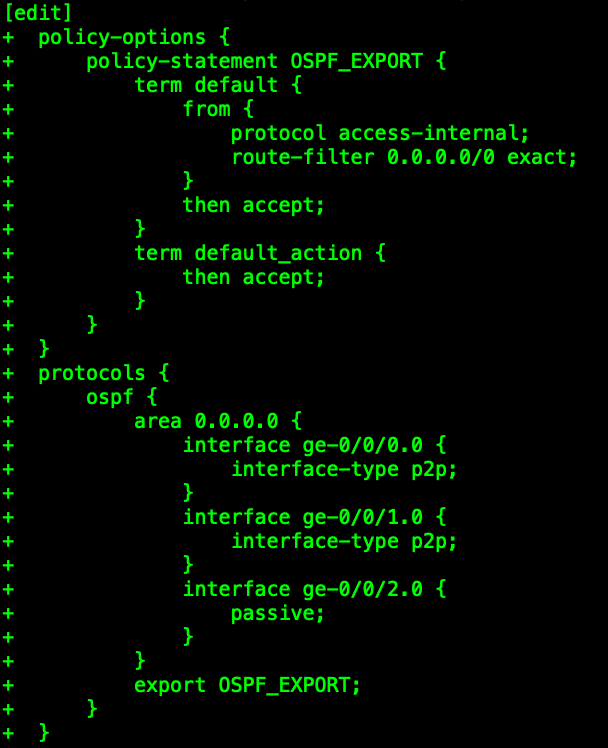 [edit]
+  policy-options {
+      policy-statement OSPF_EXPORT {
+          term default {
+              from {
+                  protocol access-internal;
+                  route-filter 0.0.0.0/0 exact;
+              }
+              then accept;
+          }
+          term default_action {
+              then accept;
+          }
+      }
+  }
+  protocols {
+      ospf {
+          area 0.0.0.0 {
+              interface ge-0/0/0.0 {
+                  interface-type p2p;
+              }
+              interface ge-0/0/1.0 {
+                  interface-type p2p;
+              }
+              interface ge-0/0/2.0 {
+                  passive;
+              }
+          }
+          export OSPF_EXPORT;
+      }
+  }